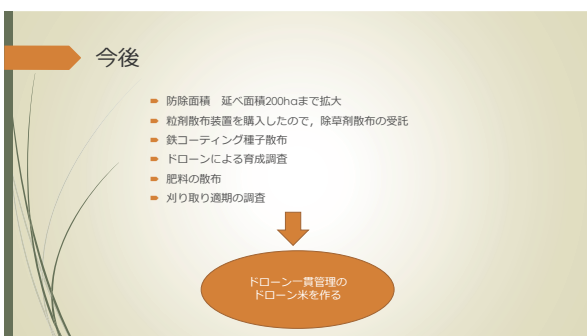 今後
防除面積　延べ面積200haまで拡大
粒剤散布装置を購入したので，除草剤散布の受託
鉄コーティング種子散布
ドローンによる育成調査
肥料の散布
刈り取り適期の調査
ドローン一貫管理の
ドローン米を作る